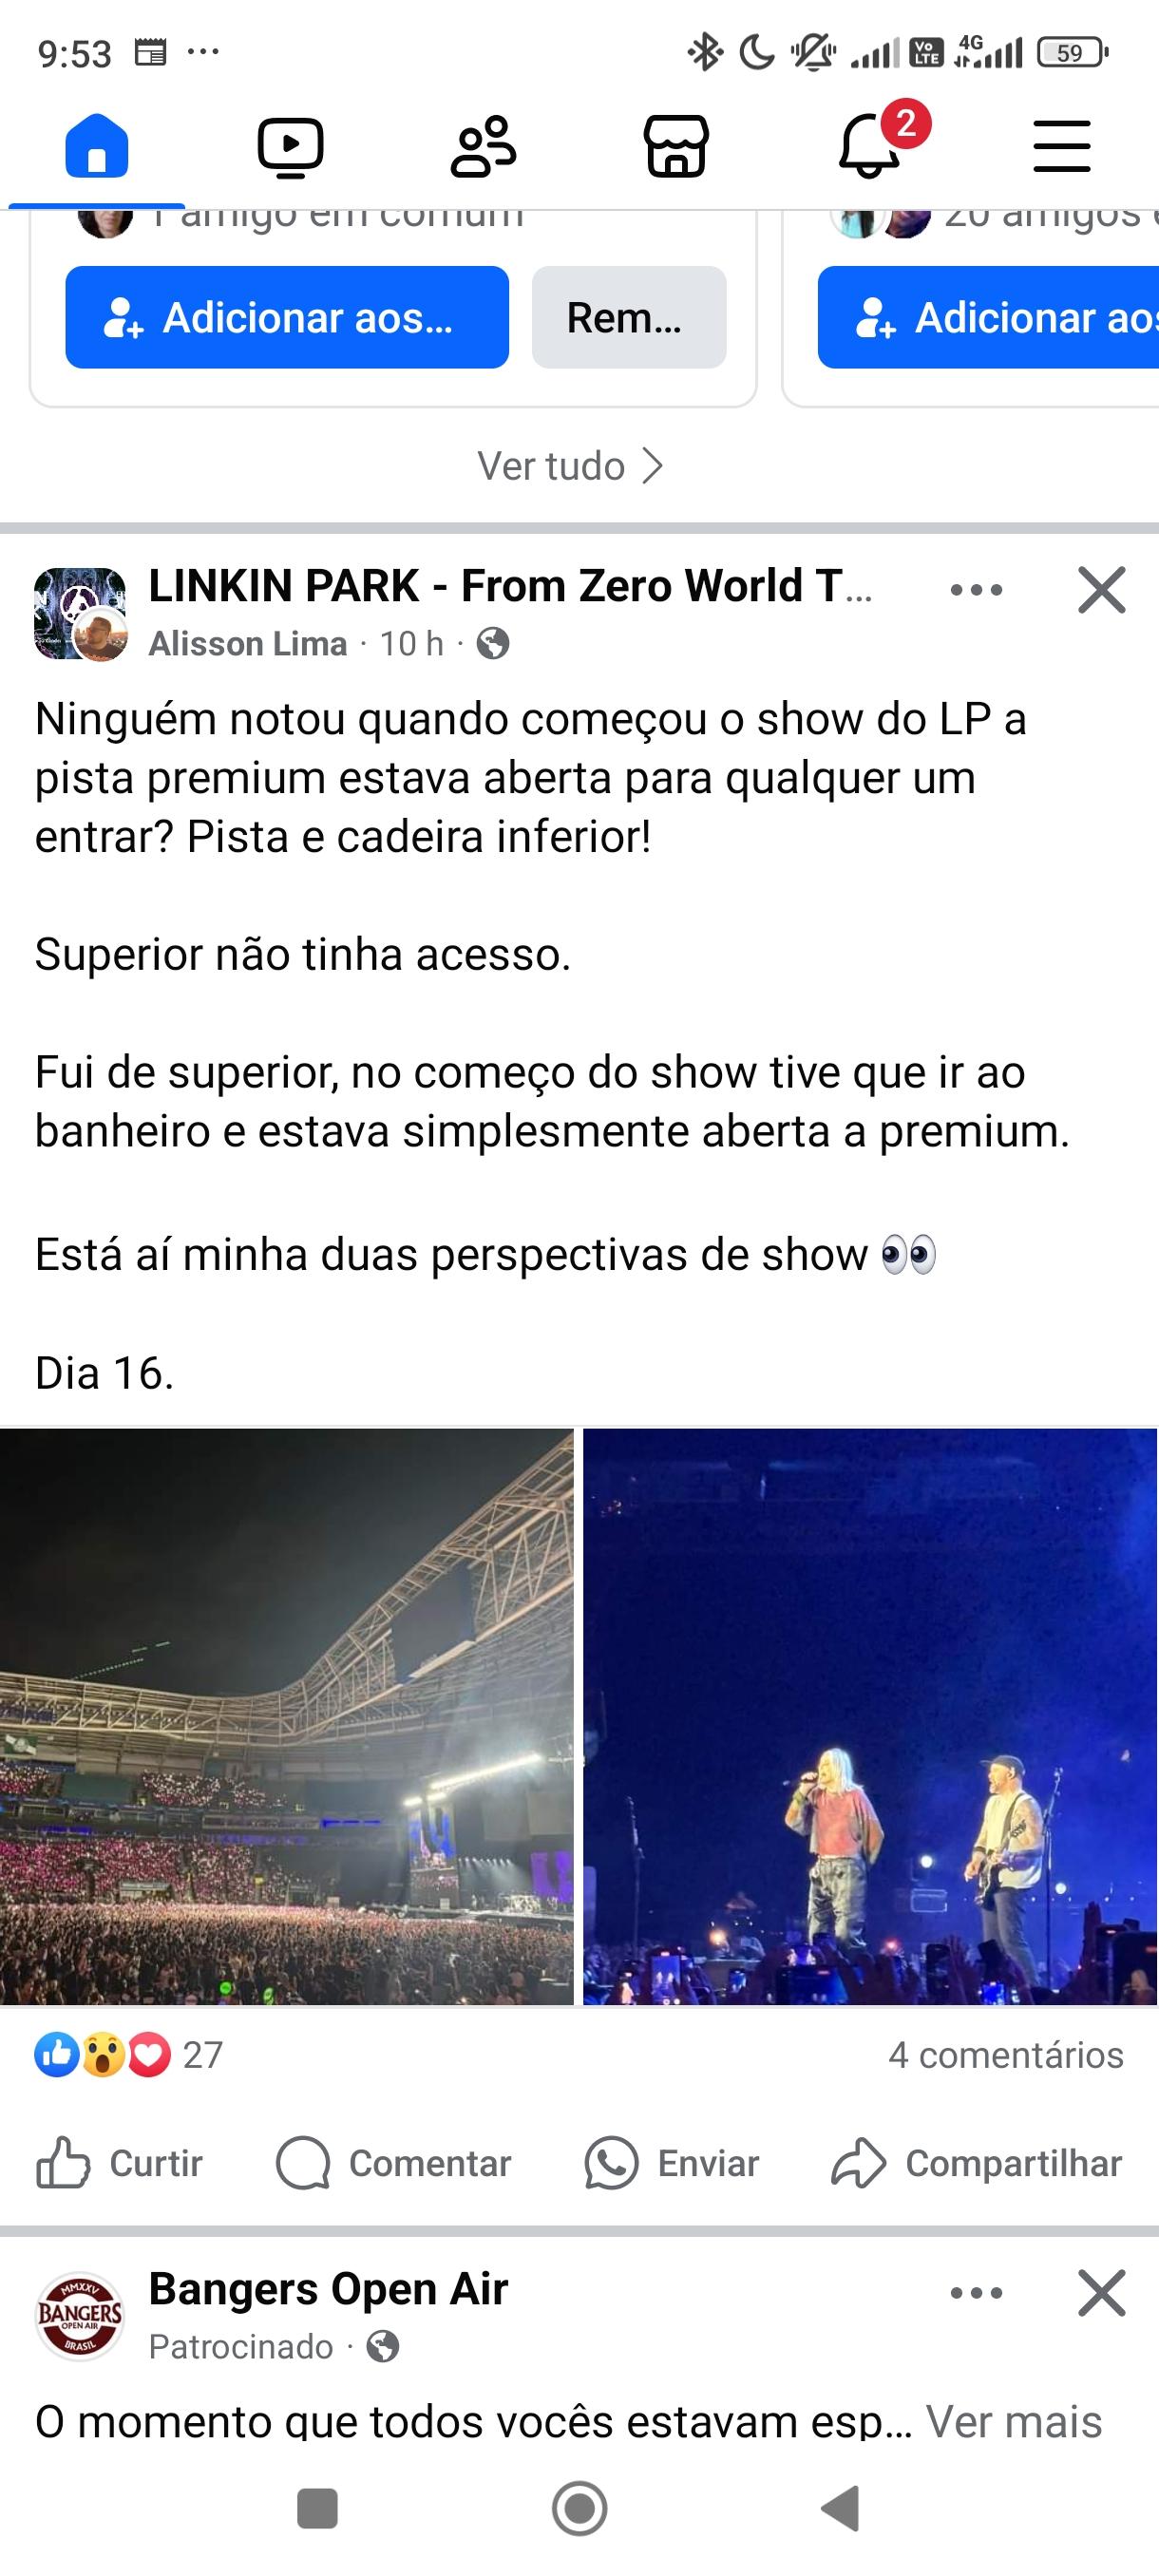 9:53
Vo
LTE
4G
59
2
1 amigo em comum
20 amigos
Adicionar aos...
Rem...
Adicionar aos
Ver tudo
LINKIN PARK - From Zero World T...
Alisson Lima · 10 h ·
Ninguém notou quando começou o show do LP a
pista premium estava aberta para qualquer um
entrar? Pista e cadeira inferior!
Superior não tinha acesso.
Fui de superior, no começo do show tive que ir ao
banheiro e estava simplesmente aberta a premium.
Está aí minha duas perspectivas de show 👀
Dia 16.
27
4 comentários
Curtir
Comentar
Enviar
Compartilhar
MMXXV
BANGERS
OPEN AIR
BRASIL
Bangers Open Air
Patrocinado ·
O momento que todos vocês estavam esp... Ver mais